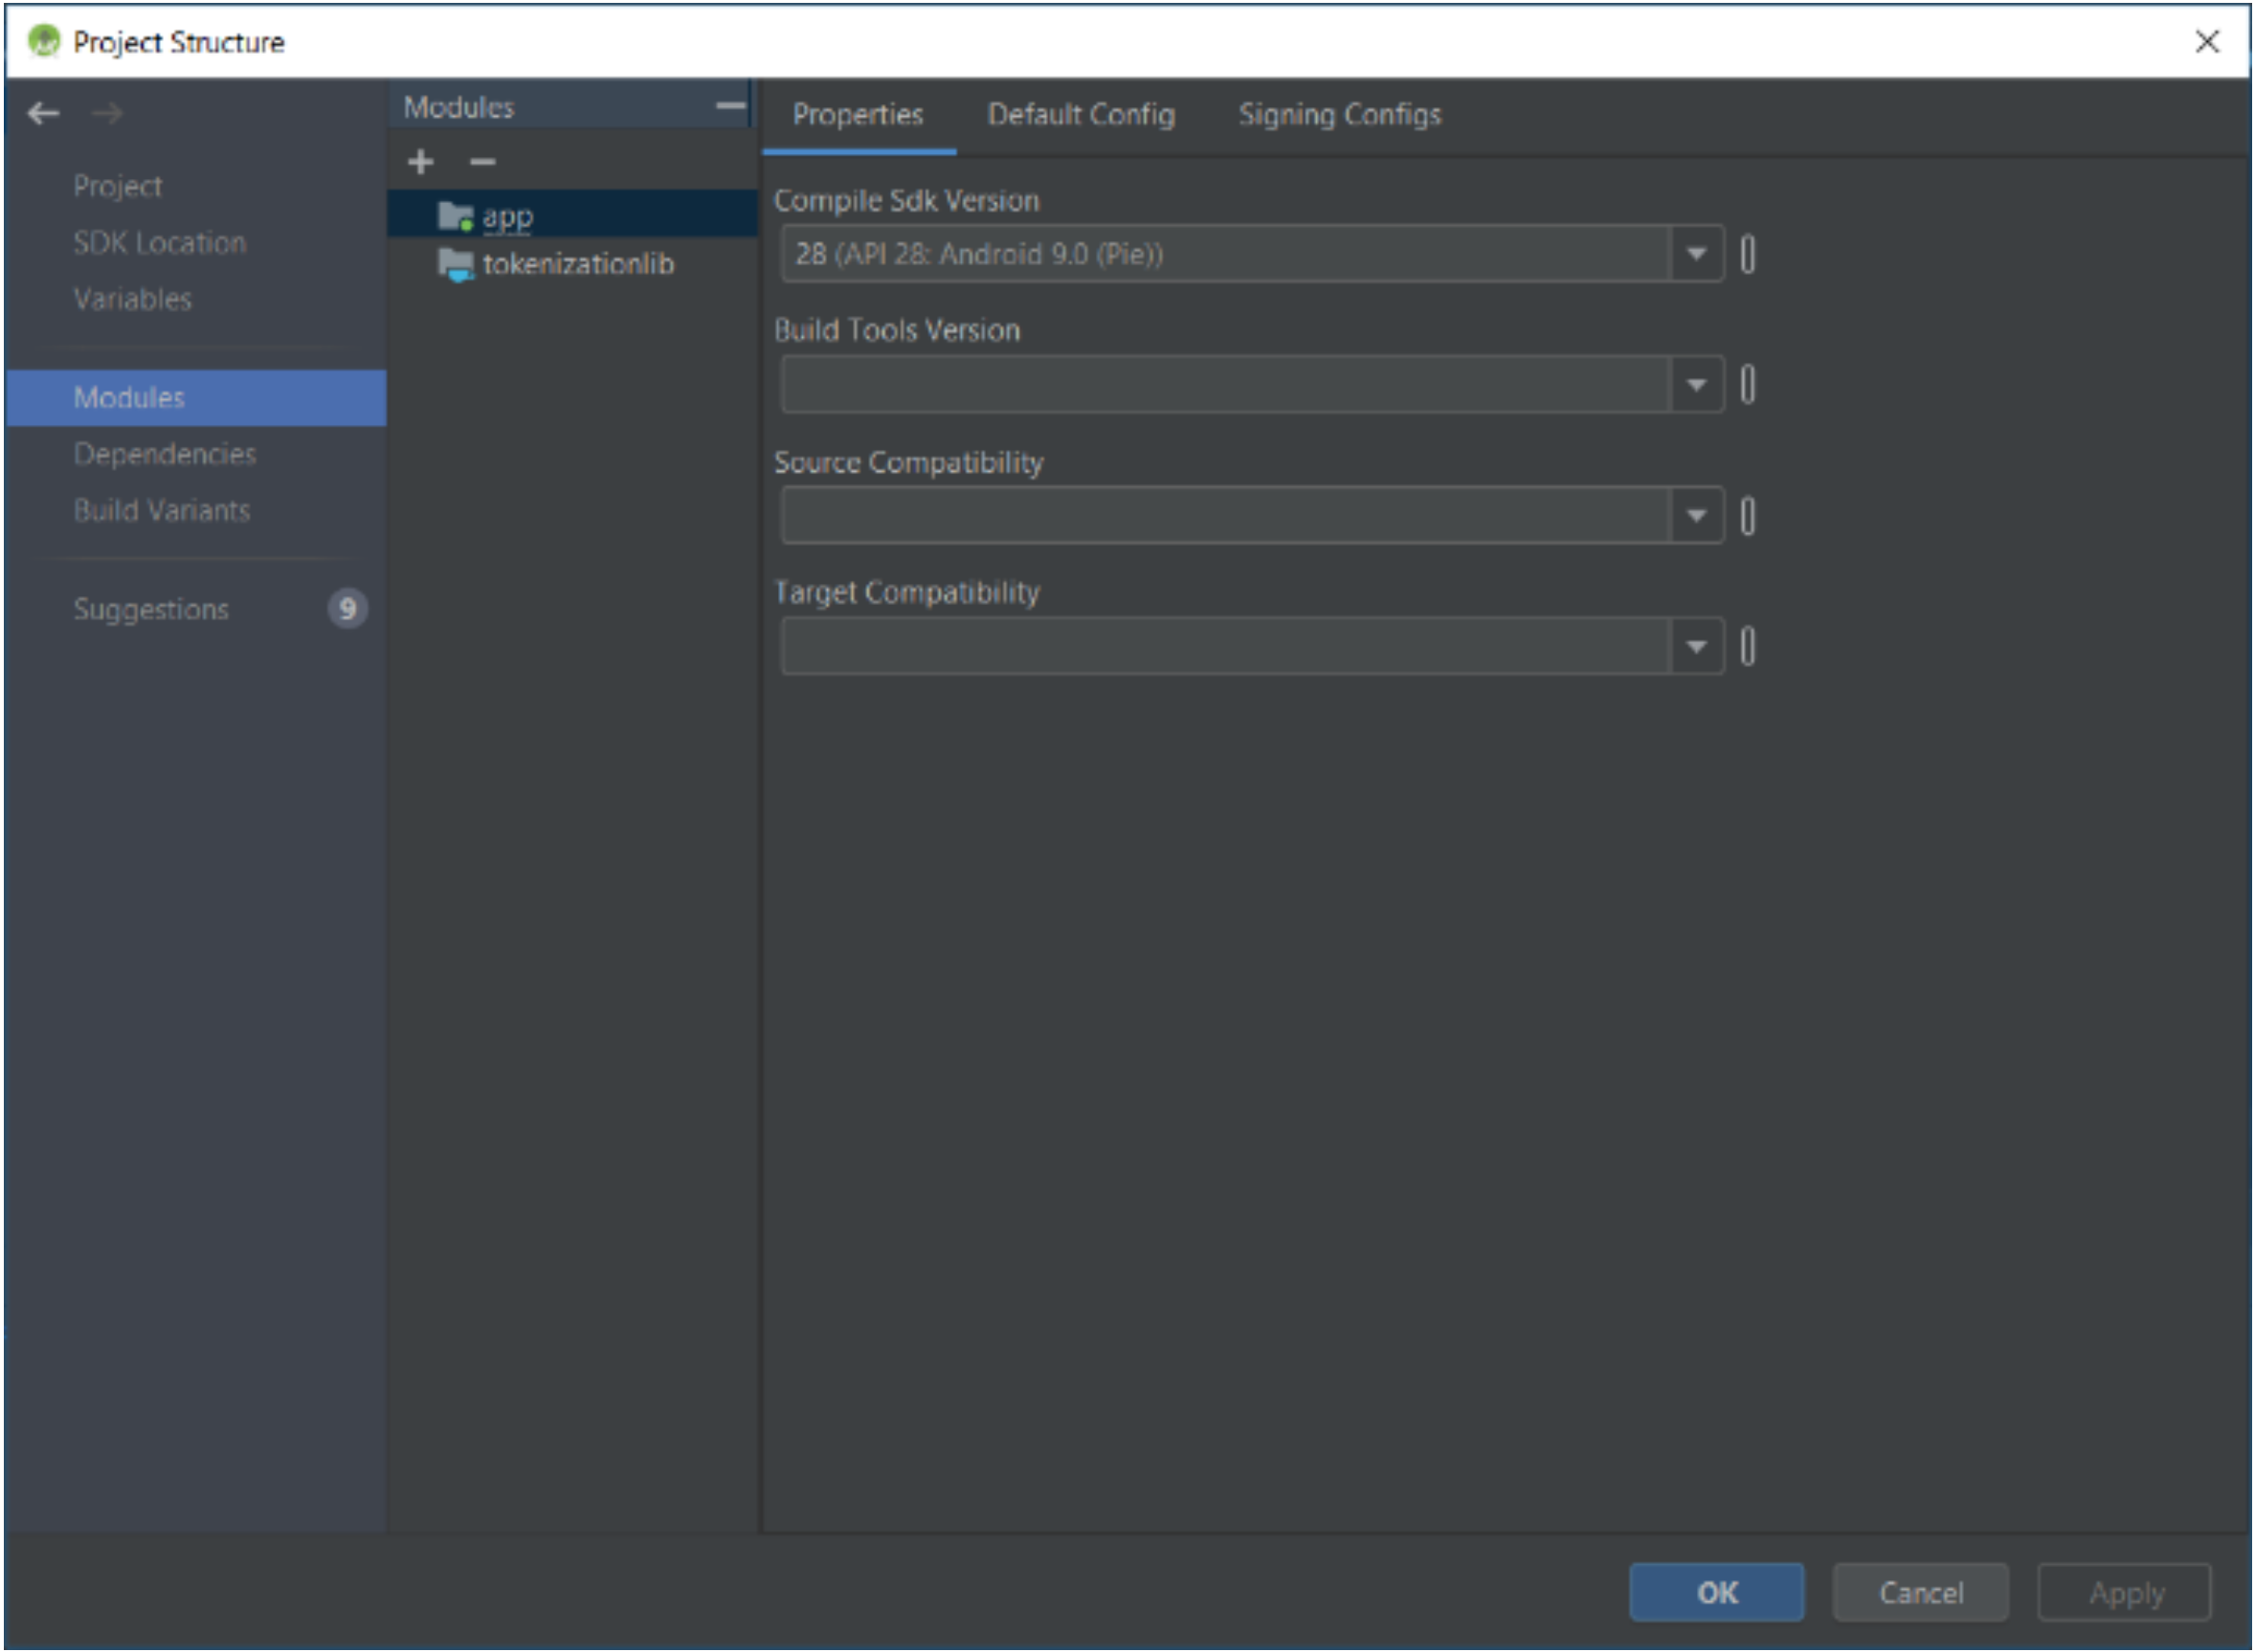 Project Structure
Project
SDK Location
Variables
Modules
Dependencies
Build Variants
Suggestions 9
Modules
app
tokenizationlib
Properties Default Config Signing Configs
Compile Sdk Version
28 (API 28: Android 9.0 (Pie))
Build Tools Version
Source Compatibility
Target Compatibility
OK Cancel Apply